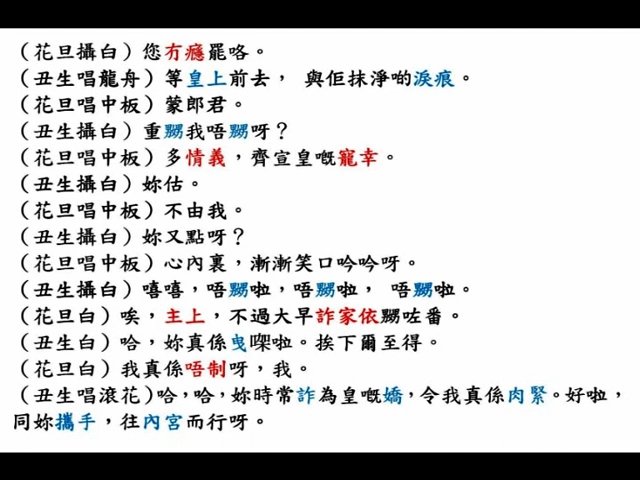 （花旦攝白）您冇癮罷咯。
（丑生唱龍舟）等皇上前去， 與佢抹淨啲淚痕。
（花旦唱中板）蒙郎君。
（丑生攝白）重嬲我唔嬲呀？
（花旦唱中板）多情義，齊宣皇嘅寵幸。
（丑生攝白）妳估。
（花旦唱中板）不由我。
（丑生攝白）妳又點呀？
（花旦唱中板）心內裏，漸漸笑口吟吟呀。
（丑生攝白）嘻嘻，唔嬲啦，唔嬲啦， 唔嬲啦。
（花旦白）唉，主上，不過大早詐家依嬲咗番。
（丑生白）哈，妳真係曳㗎啦。挨下爾至得。
（花旦白）我真係唔制呀，我。
（丑生唱滾花)哈，哈，妳時常詐為皇嘅嬌，令我真係肉緊。好啦，
同妳攜手，往內宮而行呀。